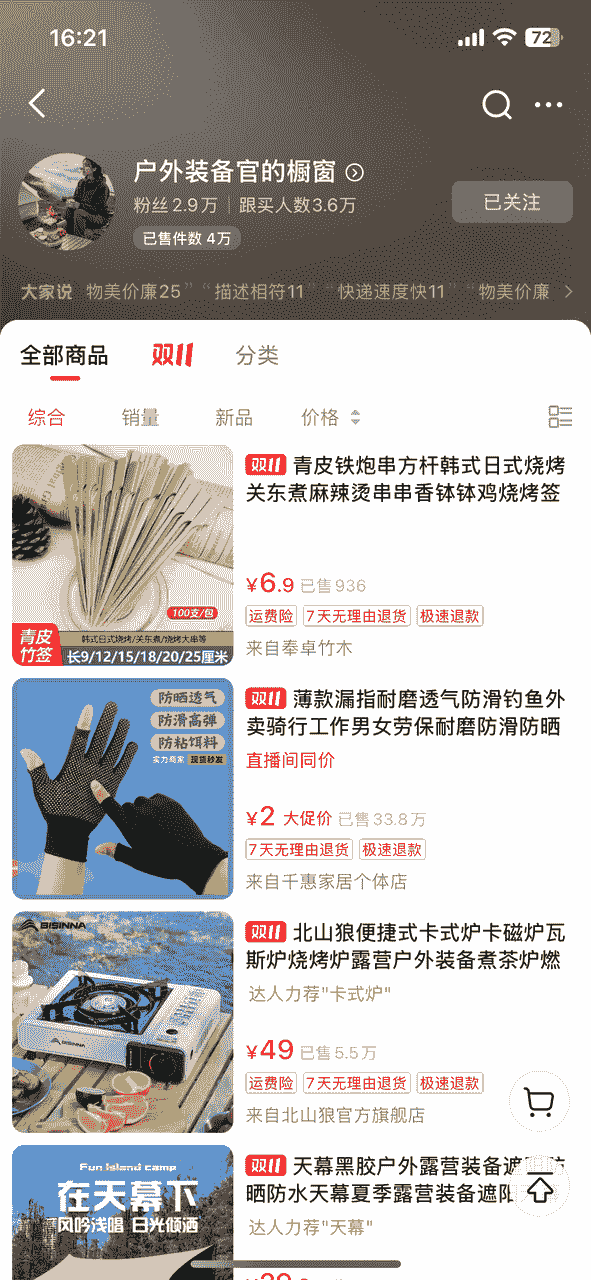 16:21
72
户外装备官的橱窗
粉丝2.9万 | 跟买人数3.6万
已售件数 4万
已关注
大家说 物美价廉25 ” “ 描述相符11 ” “ 快递速度快11 ” “ 物美价廉
全部商品 双11 分类
综合 销量 新品 价格
100支/包
青皮
竹签
韩式日式烧烤/关东煮/烧烤大串等
长9/12/15/18/20/25厘米
双11 青皮铁炮串方杆韩式日式烧烤
关东煮麻辣烫串串香钵钵鸡烧烤签
¥6.9 已售936
运费险 7天无理由退货 极速退款
来自奉卓竹木
防晒透气
防滑高弹
防粘饵料
实力商家 现货秒发
双11 薄款漏指耐磨透气防滑钓鱼外
卖骑行工作男女劳保耐磨防滑防晒
直播间同价
¥2 大促价 已售33.8万
7天无理由退货 极速退款
来自千惠家居个体店
BISINNA
BISINNA
双11 北山狼便捷式卡式炉卡磁炉瓦
斯炉烧烤炉露营户外装备煮茶炉燃
达人力荐"卡式炉"
¥49 已售5.5万
运费险 7天无理由退货 极速退款
来自北山狼官方旗舰店
Fun Island camp
在天幕下
风吟浅唱 日光倾洒
双11 天幕黑胶户外露营装备遮
晒防水天幕夏季露营装备遮阳
达人力荐"天幕"